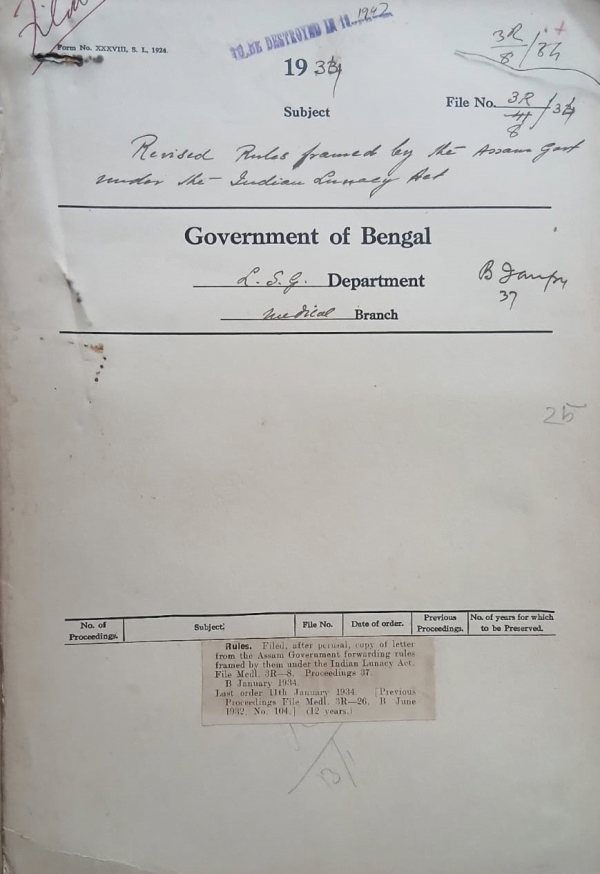 Filed
Form No. XXXVIII, S. L., 1924.
TO BE DESTROYED IN 1942
3R/8/34
1934
Subject
File No. 3R/8/34
Revised Rules framed by the Assam Govt
under the Indian Lunacy Act
Government of Bengal
L. S. G. Department
Medical Branch
B
37
25
No. of Proceedings. Subject. File No. Date of order. Previous Proceedings. No. of years for which to be Preserved.
Rules. Filed, after perusal, copy of letter
from the Assam Government forwarding rules
framed by them under the Indian Lunacy Act.
File Medl. 3R—8. Proceedings 37.
B January 1934.
Last order 11th January 1934. [Previous
Proceedings File Medl. 3R—26, B June
1932. No. 104.] (12 years.)